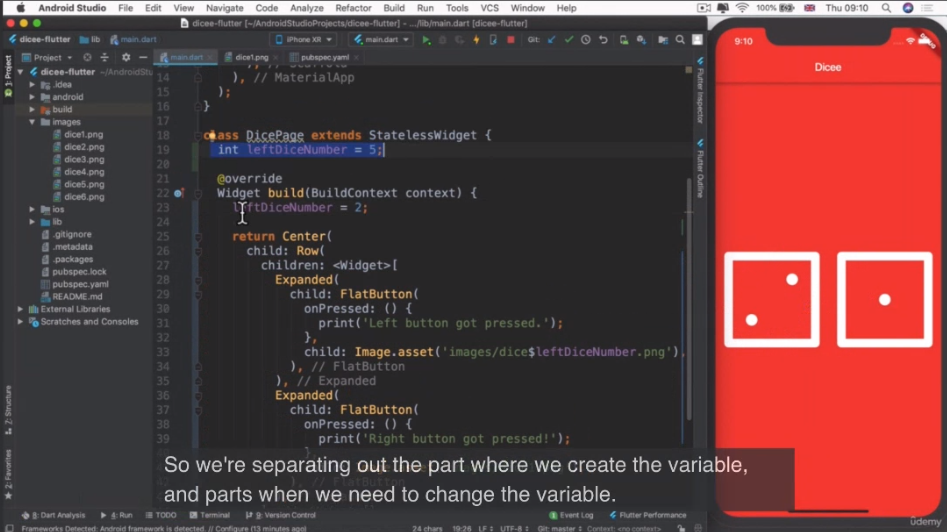 Android Studio File Edit View Navigate Code Analyze Refactor Build Run Tools VCS Window Help 100% Thu 09:10
dicee-flutter [~/AndroidStudioProjects/dicee-flutter] - .../lib/main.dart [dicee-flutter]
dicee-flutter lib main.dart iPhone XR main.dart Git:
1: Project
Project
main.dart
dice1.png
pubspec.yaml
dicee-flutter ~/AndroidStu
.idea
android
build
images
dice1.png
dice2.png
dice3.png
dice4.png
dice5.png
dice6.png
ios
lib
.gitignore
.metadata
.packages
pubspec.lock
pubspec.yaml
README.md
External Libraries
Scratches and Consoles
14 ), // MaterialApp
15 );
16 }
17
18 class DicePage extends StatelessWidget {
19 int leftDiceNumber = 5;
20
21 @override
22 Widget build(BuildContext context) {
23 leftDiceNumber = 2;
24
25 return Center(
26 child: Row(
27 children: <Widget>[
28 Expanded(
29 child: FlatButton(
30 onPressed: () {
31 print('Left button got pressed.');
32 },
33 child: Image.asset('images/dice$leftDiceNumber.png'),
34 ), // FlatButton
35 ), // Expanded
36 Expanded(
37 child: FlatButton(
38 onPressed: () {
39 print('Right button got pressed!');
Flutter Inspector
Flutter Outline
9:10
Dicee
7: Structure
2: Favorites
So we're separating out the part where we create the variable,
and parts when we need to change the variable.
Dart Analysis 4: Run TODO Terminal 9: Version Control Event Log Flutter Performance
Frameworks Detected: Android framework is detected. // Configure (13 minutes ago) 24 chars 19:26 LF UTF-8 Git: master Context: <no context>
udemy